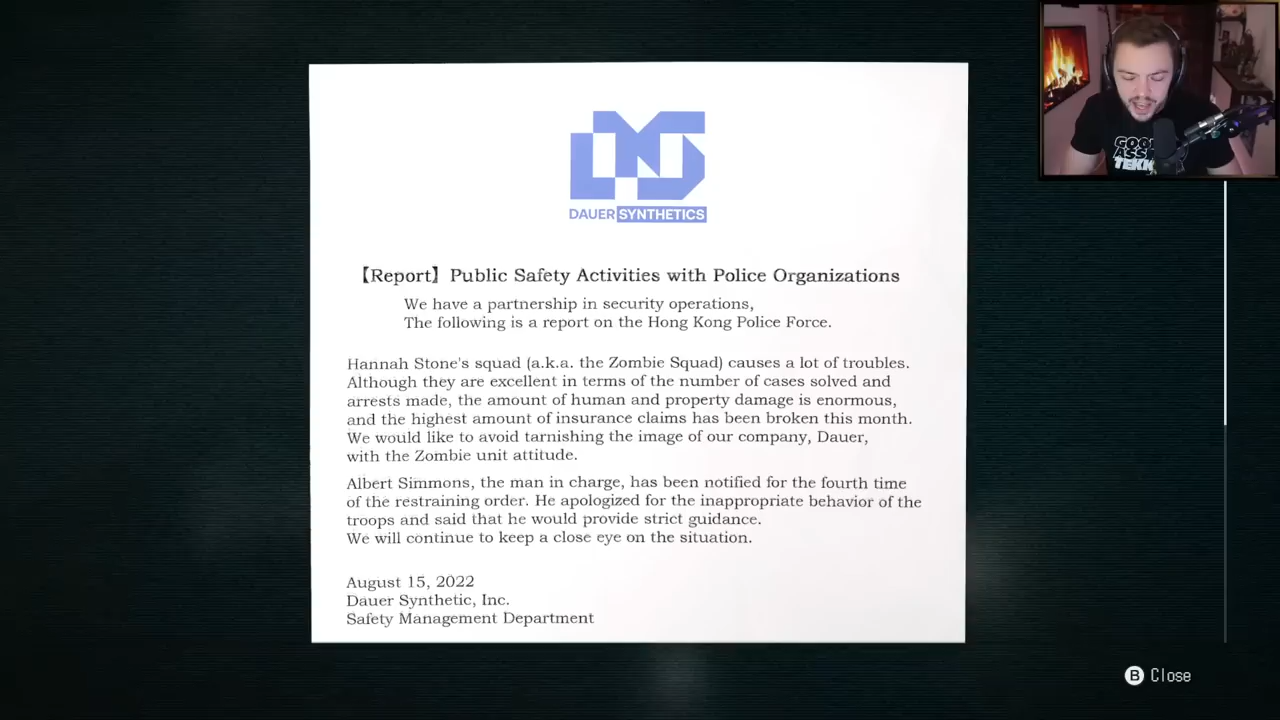 GOOD
ASS
TEKK
DAUER SYNTHETICS
【Report】 Public Safety Activities with Police Organizations
We have a partnership in security operations,
The following is a report on the Hong Kong Police Force.
Hannah Stone's squad (a.k.a. the Zombie Squad) causes a lot of troubles.
Although they are excellent in terms of the number of cases solved and
arrests made, the amount of human and property damage is enormous,
and the highest amount of insurance claims has been broken this month.
We would like to avoid tarnishing the image of our company, Dauer,
with the Zombie unit attitude.
Albert Simmons, the man in charge, has been notified for the fourth time
of the restraining order. He apologized for the inappropriate behavior of the
troops and said that he would provide strict guidance.
We will continue to keep a close eye on the situation.
August 15, 2022
Dauer Synthetic, Inc.
Safety Management Department
B Close